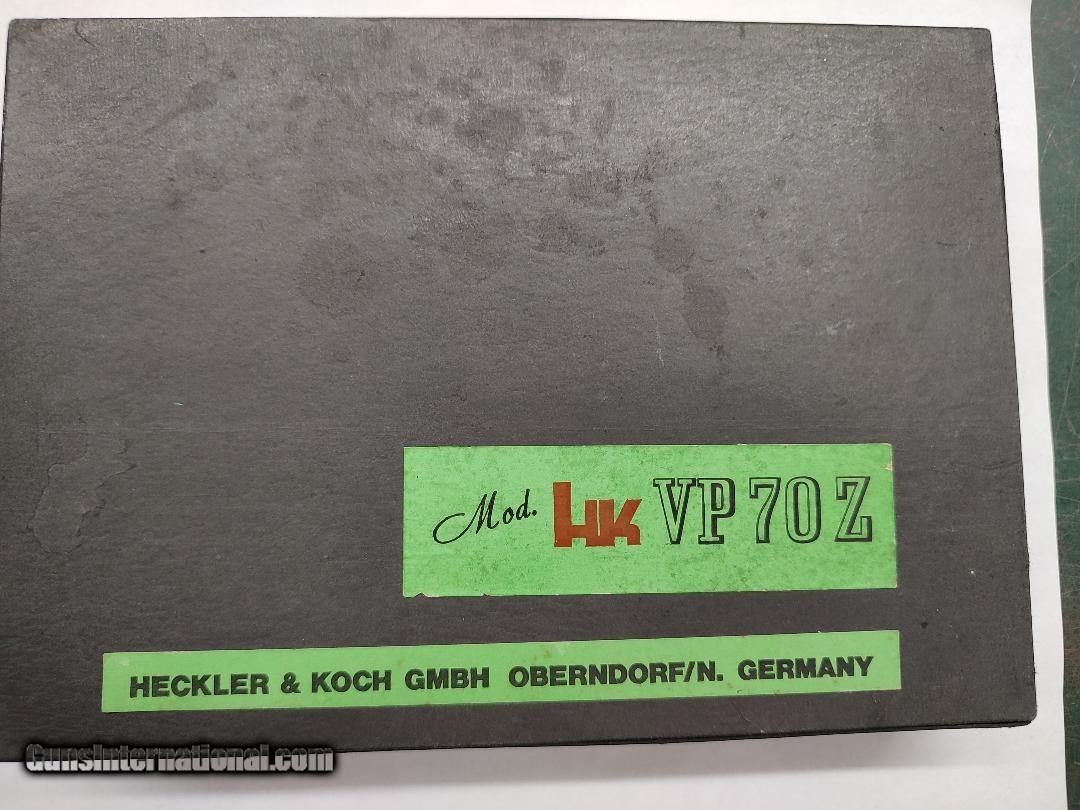 Mod. HK VP 70 Z
HECKLER & KOCH GMBH OBERNDORF/N. GERMANY
GunsInternational.com